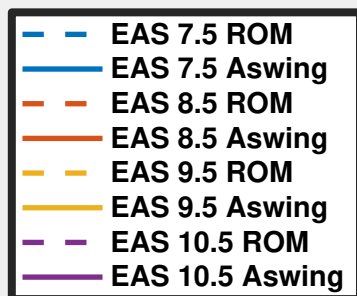 EAS 7.5 ROM
EAS 7.5 Aswing
EAS 8.5 ROM
EAS 8.5 Aswing
EAS 9.5 ROM
EAS 9.5 Aswing
EAS 10.5 ROM
EAS 10.5 Aswing